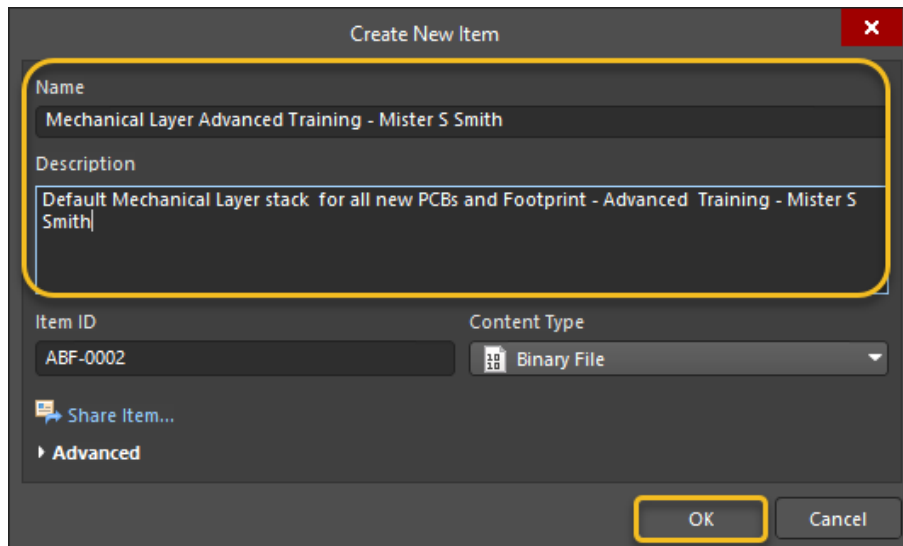 Create New Item
Name
Mechanical Layer Advanced Training - Mister S Smith
Description
Default Mechanical Layer stack  for all new PCBs and Footprint - Advanced  Training - Mister S
Smith
Item ID
Content Type
ABF-0002
Binary File
Share Item...
Advanced
OK
Cancel